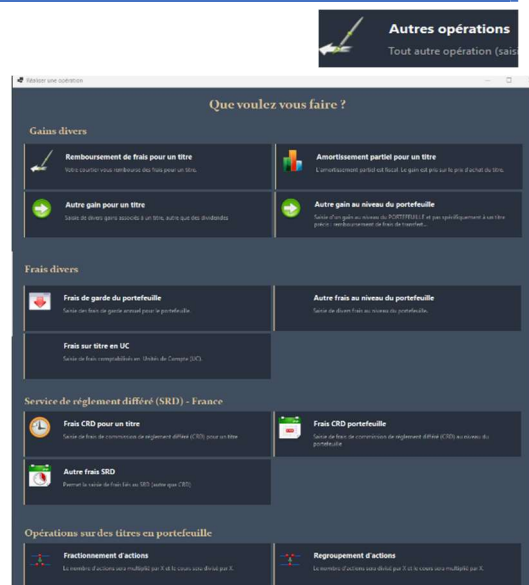 Autres opérations
Tout autre opération (saisi
Réaliser une opération
Que voulez vous faire ?
Gains divers
Remboursement de frais pour un titre
Votre courtier vous rembourse des frais pour un titre.
Amortissement partiel pour un titre
L'amortissement partiel est fiscal. Le gain est pris sur le prix d'achat du titre.
Autre gain pour un titre
Saisie de divers gains associés à un titre, autre que des dividendes
Autre gain au niveau du portefeuille
Saisie d'un gain au niveau du PORTEFEUILLE et pas spécifiquement à un titre
précis : remboursement de frais de transfert...
Frais divers
Frais de garde du portefeuille
Saisie des frais de garde annuel pour le portefeuille.
Autre frais au niveau du portefeuille
Saisie de divers frais au niveau du portefeuille.
Frais sur titre en UC
Saisie de frais comptabilisés en Unités de Compte (UC).
Service de réglement différé (SRD) - France
Frais CRD pour un titre
Saisie de frais de commission de réglement différé (CRD) pour un titre
Frais CRD portefeuille
Saisie de frais de commission de réglement différé (CRD) au niveau du
portefeuille
Autre frais SRD
Permet la saisie de frais liés au SRD (autre que CRD)
Opérations sur des titres en portefeuille
Fractionnement d'actions
Le nombre d'actions sera multiplié par X et le cours sera divisé par X.
Regroupement d'actions
Le nombre d'actions sera divisé par X et le cours sera multiplié par X.